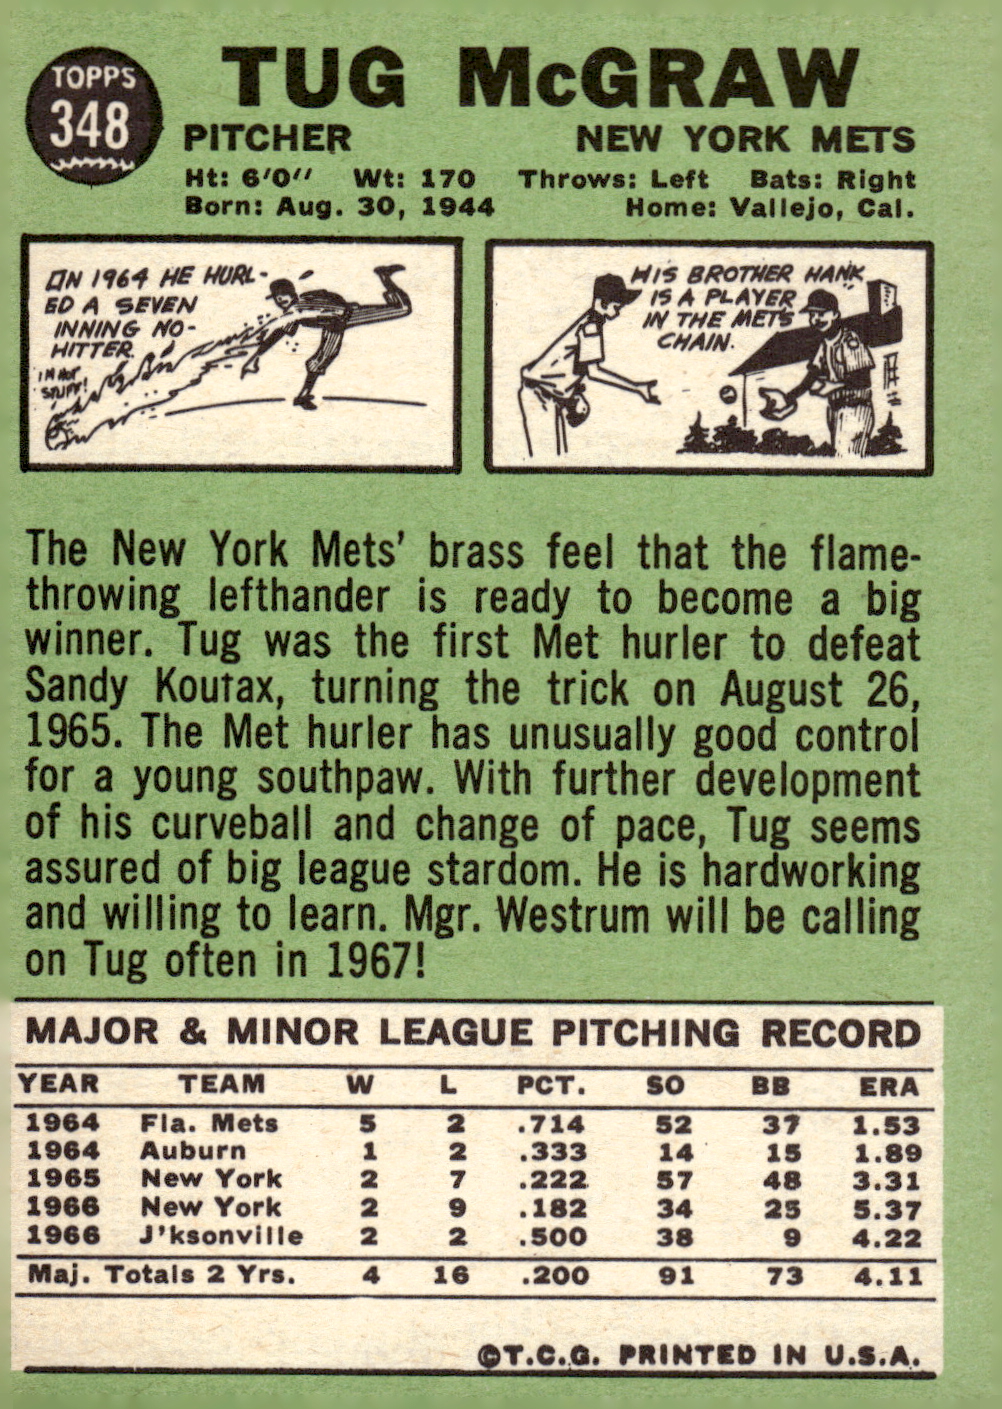 TOPPS
348
TUG McGRAW
PITCHER NEW YORK METS
Ht: 6'0" Wt: 170 Throws: Left Bats: Right
Born: Aug. 30, 1944 Home: Vallejo, Cal.
IN 1964 HE HURL-
ED A SEVEN
INNING NO-
HITTER.
I'M HOT
STUFF!
HIS BROTHER HANK
IS A PLAYER
IN THE METS
CHAIN.
The New York Mets' brass feel that the flame-
throwing lefthander is ready to become a big
winner. Tug was the first Met hurler to defeat
Sandy Koufax, turning the trick on August 26,
1965. The Met hurler has unusually good control
for a young southpaw. With further development
of his curveball and change of pace, Tug seems
assured of big league stardom. He is hardworking
and willing to learn. Mgr. Westrum will be calling
on Tug often in 1967!
MAJOR & MINOR LEAGUE PITCHING RECORD
YEAR TEAM W L PCT. SO BB ERA
1964 Fla. Mets 5 2 .714 52 37 1.53
1964 Auburn 1 2 .333 14 15 1.89
1965 New York 2 7 .222 57 48 3.31
1966 New York 2 9 .182 34 25 5.37
1966 J'ksonville 2 2 .500 38 9 4.22
Maj. Totals 2 Yrs. 4 16 .200 91 73 4.11
©T.C.G. PRINTED IN U.S.A.